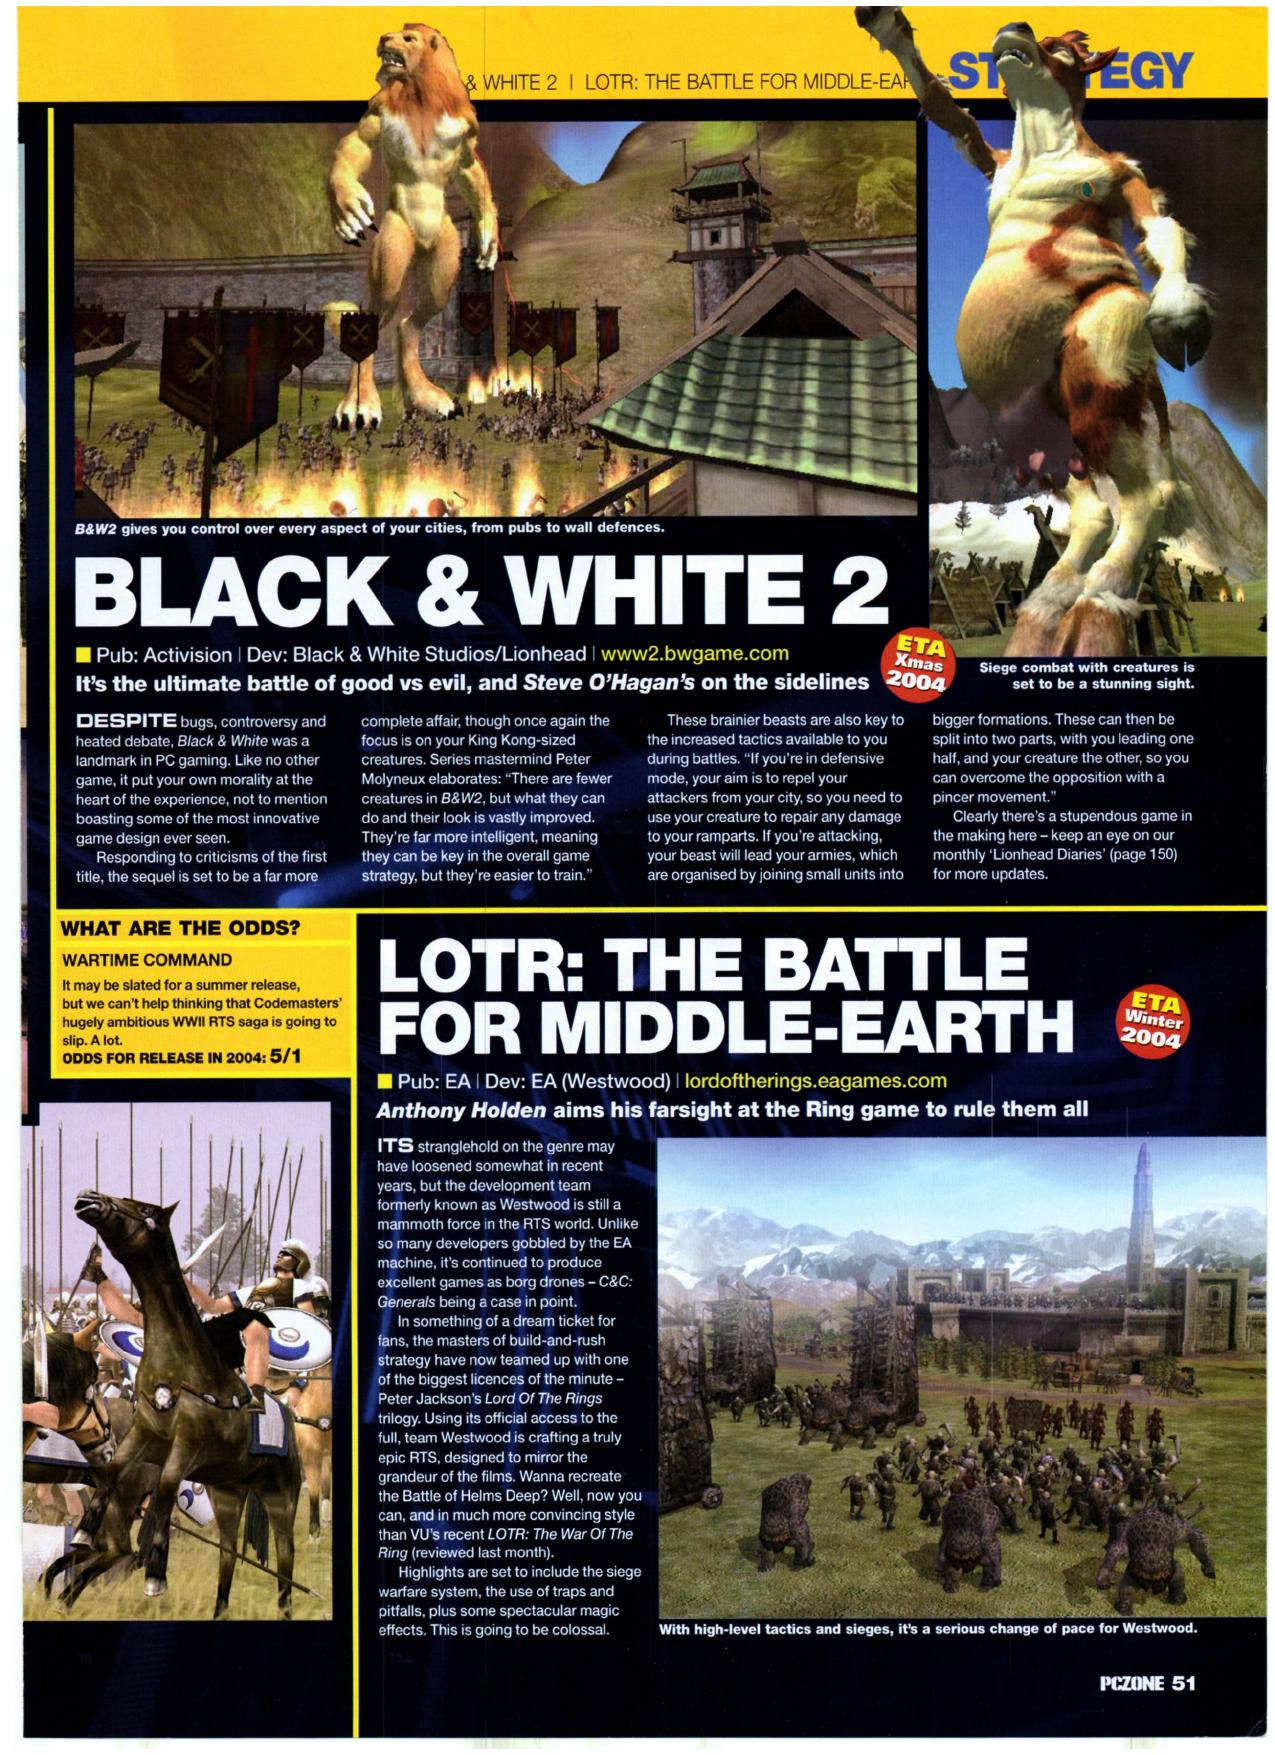 & WHITE 2 | LOTR: THE BATTLE FOR MIDDLE-EAR
ST EGY
B&W2 gives you control over every aspect of your cities, from pubs to wall defences.
BLACK & WHITE 2
Pub: Activision | Dev: Black & White Studios/Lionhead | www2.bwgame.com
It's the ultimate battle of good vs evil, and Steve O'Hagan's on the sidelines
ETA
Xmas
2004
Siege combat with creatures is
set to be a stunning sight.
DESPITE bugs, controversy and
heated debate, Black & White was a
landmark in PC gaming. Like no other
game, it put your own morality at the
heart of the experience, not to mention
boasting some of the most innovative
game design ever seen.
Responding to criticisms of the first
title, the sequel is set to be a far more
complete affair, though once again the
focus is on your King Kong-sized
creatures. Series mastermind Peter
Molyneux elaborates: "There are fewer
creatures in B&W2, but what they can
do and their look is vastly improved.
They're far more intelligent, meaning
they can be key in the overall game
strategy, but they're easier to train."
These brainier beasts are also key to
the increased tactics available to you
during battles. "If you're in defensive
mode, your aim is to repel your
attackers from your city, so you need to
use your creature to repair any damage
to your ramparts. If you're attacking,
your beast will lead your armies, which
are organised by joining small units into
bigger formations. These can then be
split into two parts, with you leading one
half, and your creature the other, so you
can overcome the opposition with a
pincer movement."
Clearly there's a stupendous game in
the making here – keep an eye on our
monthly 'Lionhead Diaries' (page 150)
for more updates.
WHAT ARE THE ODDS?
WARTIME COMMAND
It may be slated for a summer release,
but we can't help thinking that Codemasters'
hugely ambitious WWII RTS saga is going to
slip. A lot.
ODDS FOR RELEASE IN 2004: 5/1
LOTR: THE BATTLE
FOR MIDDLE-EARTH
ETA
Winter
2004
Pub: EA | Dev: EA (Westwood) | lordoftherings.eagames.com
Anthony Holden aims his farsight at the Ring game to rule them all
ITS stranglehold on the genre may
have loosened somewhat in recent
years, but the development team
formerly known as Westwood is still a
mammoth force in the RTS world. Unlike
so many developers gobbled by the EA
machine, it's continued to produce
excellent games as borg drones – C&C:
Generals being a case in point.
In something of a dream ticket for
fans, the masters of build-and-rush
strategy have now teamed up with one
of the biggest licences of the minute –
Peter Jackson's Lord Of The Rings
trilogy. Using its official access to the
full, team Westwood is crafting a truly
epic RTS, designed to mirror the
grandeur of the films. Wanna recreate
the Battle of Helms Deep? Well, now you
can, and in much more convincing style
than VU's recent LOTR: The War Of The
Ring (reviewed last month).
Highlights are set to include the siege
warfare system, the use of traps and
pitfalls, plus some spectacular magic
effects. This is going to be colossal.
With high-level tactics and sieges, it's a serious change of pace for Westwood.
PCZONE 51